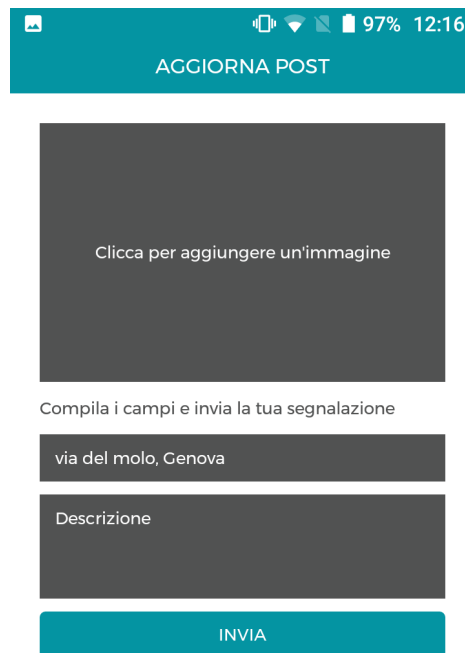 97% 12:16
AGGIORNA POST
Clicca per aggiungere un'immagine
Compila i campi e invia la tua segnalazione
via del molo, Genova
Descrizione
INVIA